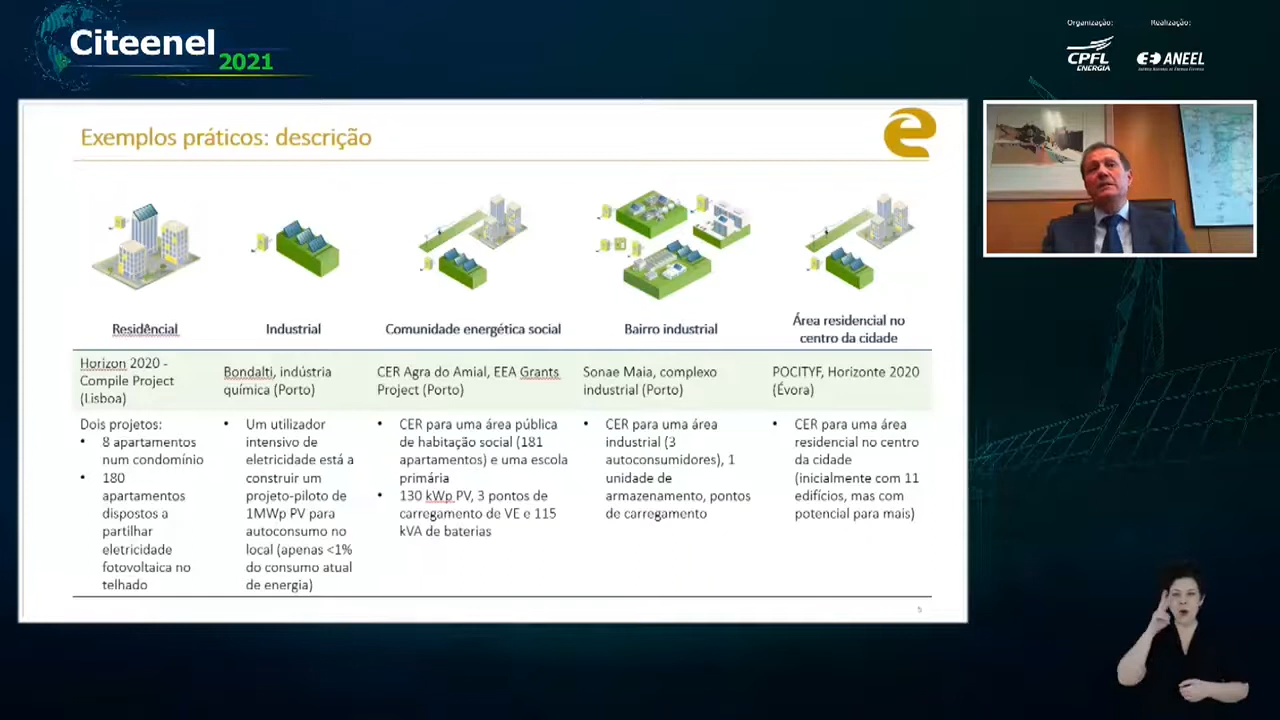 Citeenel
2021
Organização:
Realização:
CPFL
ENERGIA
ANEEL
Exemplos práticos: descrição
Residêncial
Industrial
Comunidade energética social
Bairro industrial
Área residencial no
centro da cidade
Horizon 2020 -
Compile Project
(Lisboa)
Bondalti, indústria
química (Porto)
CER Agra do Amial, EEA Grants
Project (Porto)
Sonae Maia, complexo
industrial (Porto)
POCITYF, Horizonte 2020
(Évora)
Dois projetos:
• 8 apartamentos
num condomínio
• 180
apartamentos
dispostos a
partilhar
eletricidade
fotovoltaica no
telhado
• Um utilizador
intensivo de
eletricidade está a
construir um
projeto-piloto de
1MWp PV para
autoconsumo no
local (apenas <1%
do consumo atual
de energia)
• CER para uma área pública
de habitação social (181
apartamentos) e uma escola
primária
• 130 kWp PV, 3 pontos de
carregamento de VE e 115
kVA de baterias
• CER para uma área
industrial (3
autoconsumidores), 1
unidade de
armazenamento, pontos
de carregamento
• CER para uma área
residencial no centro
da cidade
(inicialmente com 11
edifícios, mas com
potencial para mais)
5